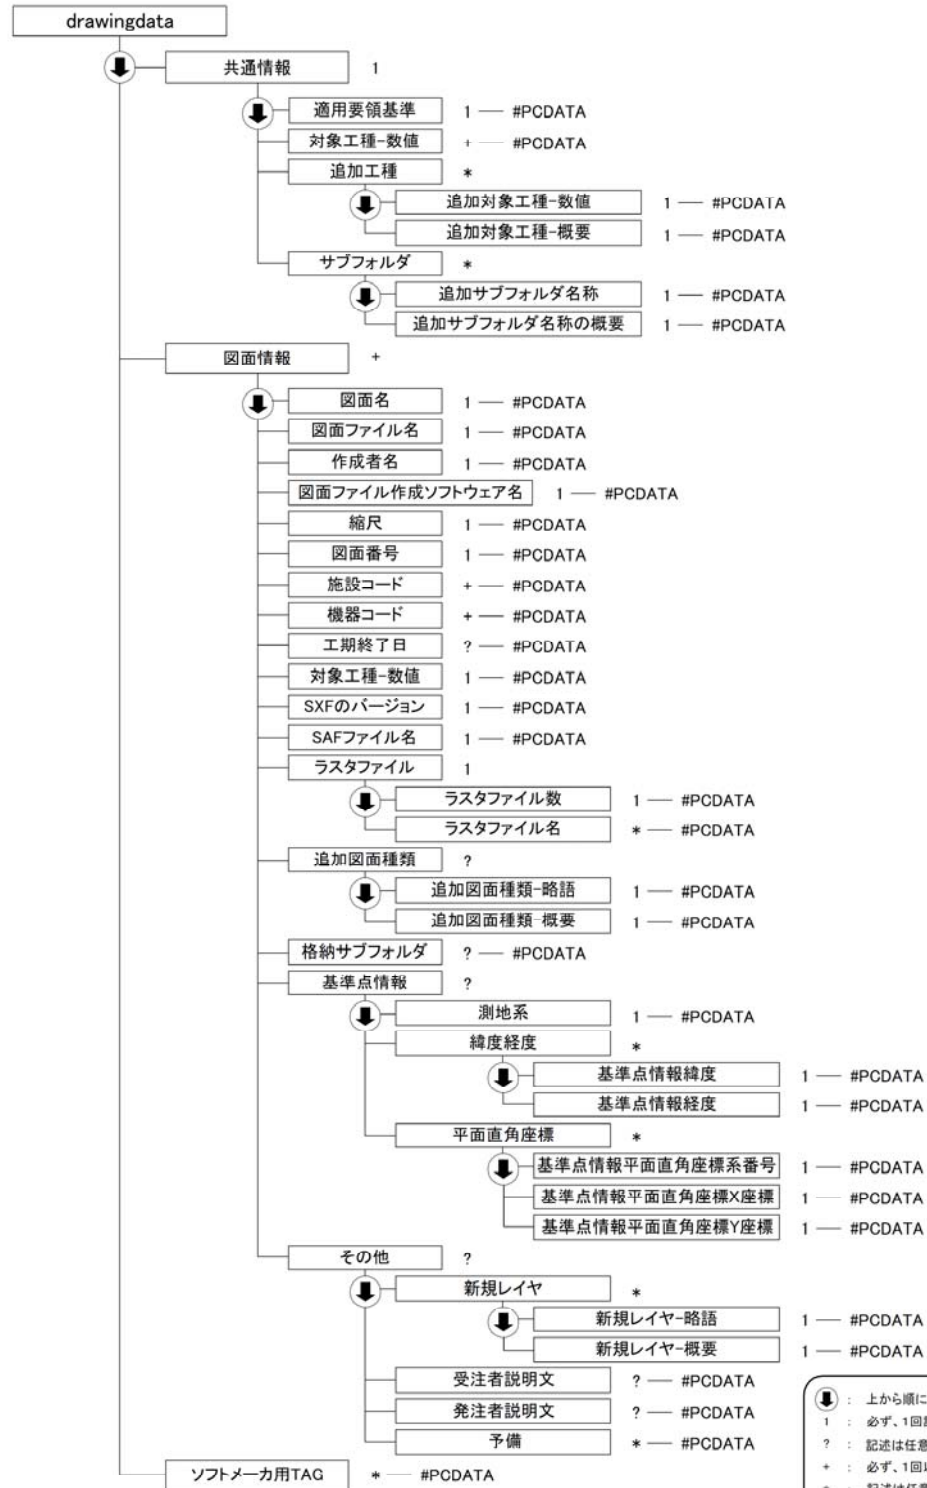 drawingdata
共通情報 1
適用要領基準 1 — #PCDATA
対象工種-数値 + — #PCDATA
追加工種 *
追加対象工種-数値 1 — #PCDATA
追加対象工種-概要 1 — #PCDATA
サブフォルダ *
追加サブフォルダ名称 1 — #PCDATA
追加サブフォルダ名称の概要 1 — #PCDATA
図面情報 +
図面名 1 — #PCDATA
図面ファイル名 1 — #PCDATA
作成者名 1 — #PCDATA
図面ファイル作成ソフトウェア名 1 — #PCDATA
縮尺 1 — #PCDATA
図面番号 1 — #PCDATA
施設コード + — #PCDATA
機器コード + — #PCDATA
工期終了日 ? — #PCDATA
対象工種-数値 1 — #PCDATA
SXFのバージョン 1 — #PCDATA
SAFファイル名 1 — #PCDATA
ラスタファイル 1
ラスタファイル数 1 — #PCDATA
ラスタファイル名 * — #PCDATA
追加図面種類 ?
追加図面種類-略語 1 — #PCDATA
追加図面種類-概要 1 — #PCDATA
格納サブフォルダ ? — #PCDATA
基準点情報 ?
測地系 1 — #PCDATA
緯度経度 *
基準点情報緯度 1 — #PCDATA
基準点情報経度 1 — #PCDATA
平面直角座標 *
基準点情報平面直角座標系番号 1 — #PCDATA
基準点情報平面直角座標X座標 1 — #PCDATA
基準点情報平面直角座標Y座標 1 — #PCDATA
その他 ?
新規レイヤ *
新規レイヤ-略語 1 — #PCDATA
新規レイヤ-概要 1 — #PCDATA
受注者説明文 ? — #PCDATA
発注者説明文 ? — #PCDATA
予備 * — #PCDATA
ソフトメーカ用TAG * — #PCDATA
: 上から順に
1 : 必ず、1回
? : 記述は任意
+ : 必ず、1回以
* : 記述は任意